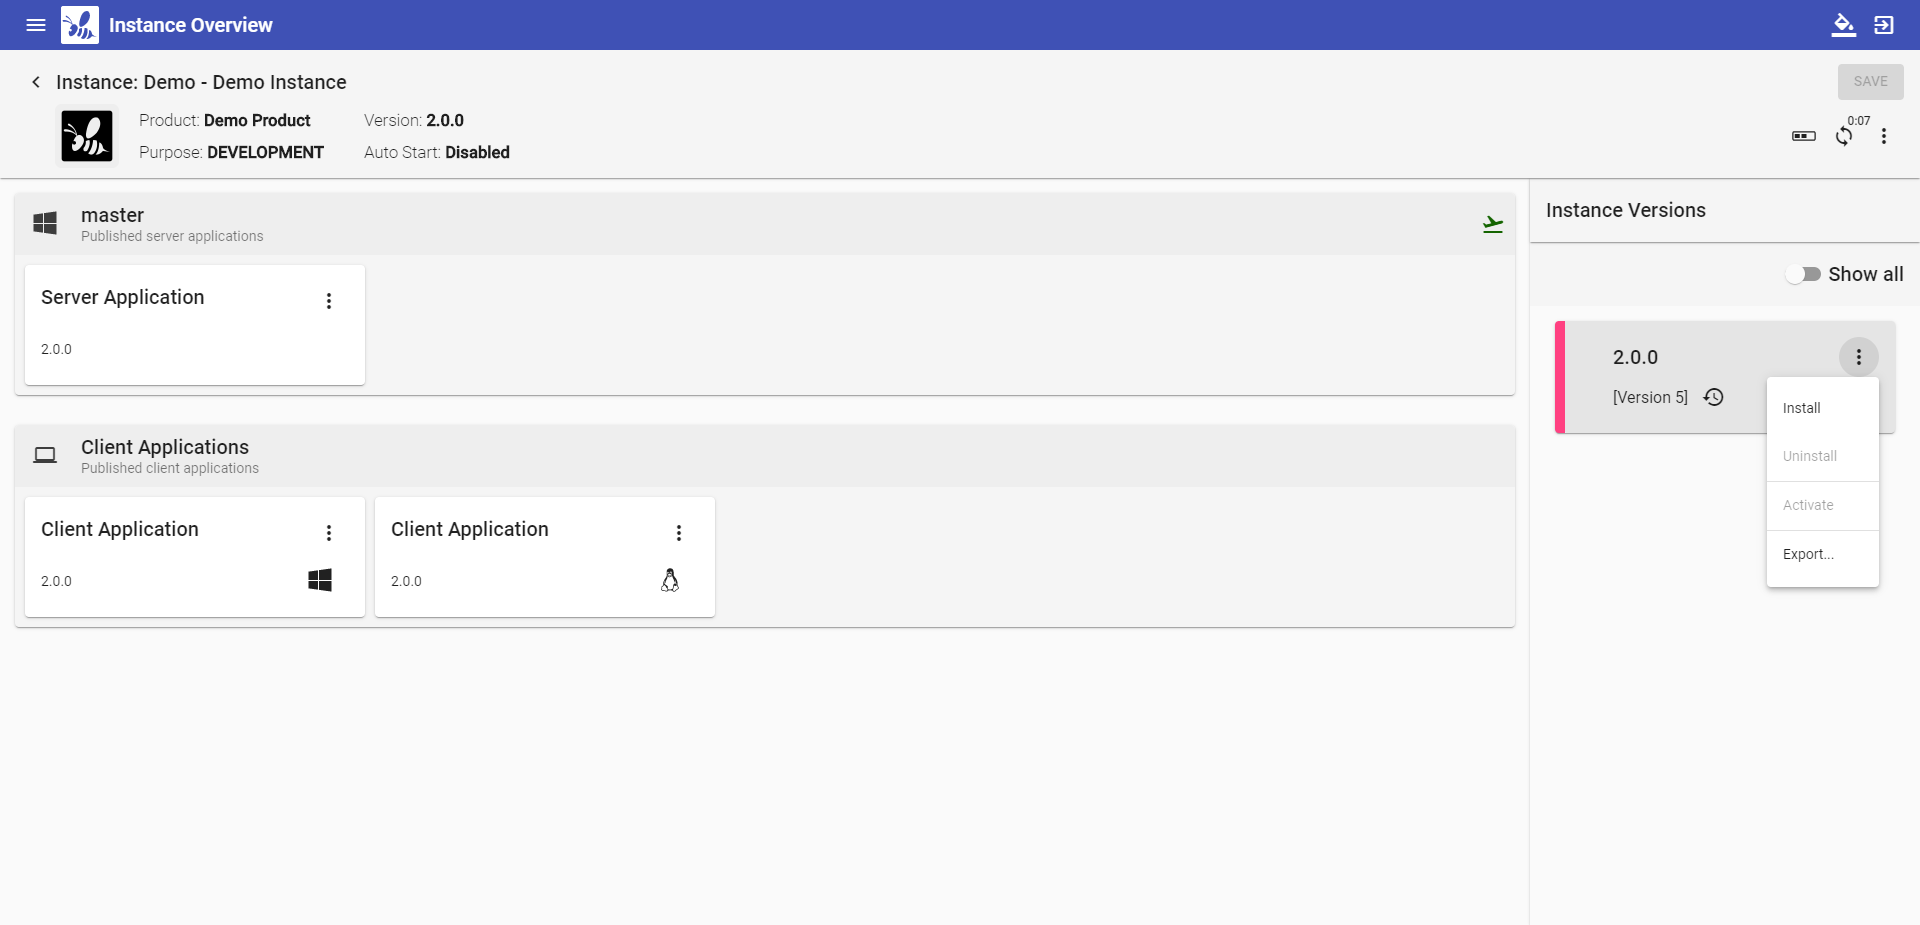 Instance Overview
Instance: Demo - Demo Instance
SAVE
Product: Demo Product
Version: 2.0.0
0:07
Purpose: DEVELOPMENT
Auto Start: Disabled
master
Published server applications
Server Application
2.0.0
Client Applications
Published client applications
Client Application
2.0.0
Client Application
2.0.0
Instance Versions
Show all
2.0.0
[Version 5]
Install
Uninstall
Activate
Export...